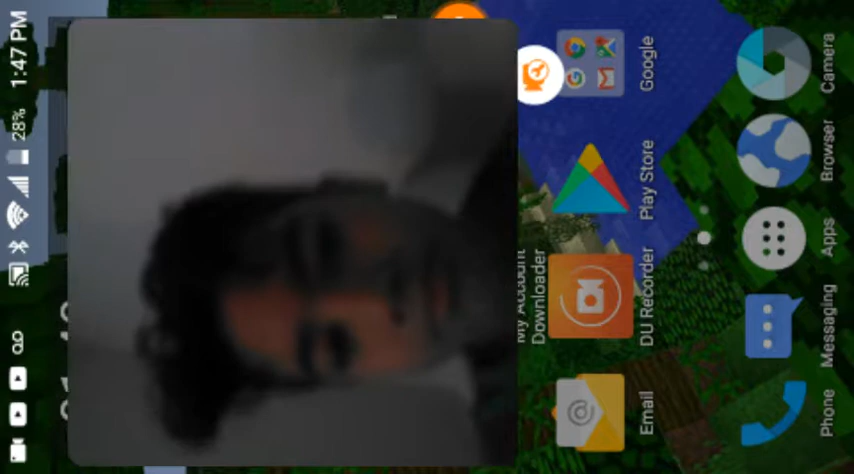 28% 1:47 PM
My Account
Downloader
Google
Play Store
DU Recorder
Email
Camera
Browser
Apps
Messaging
Phone